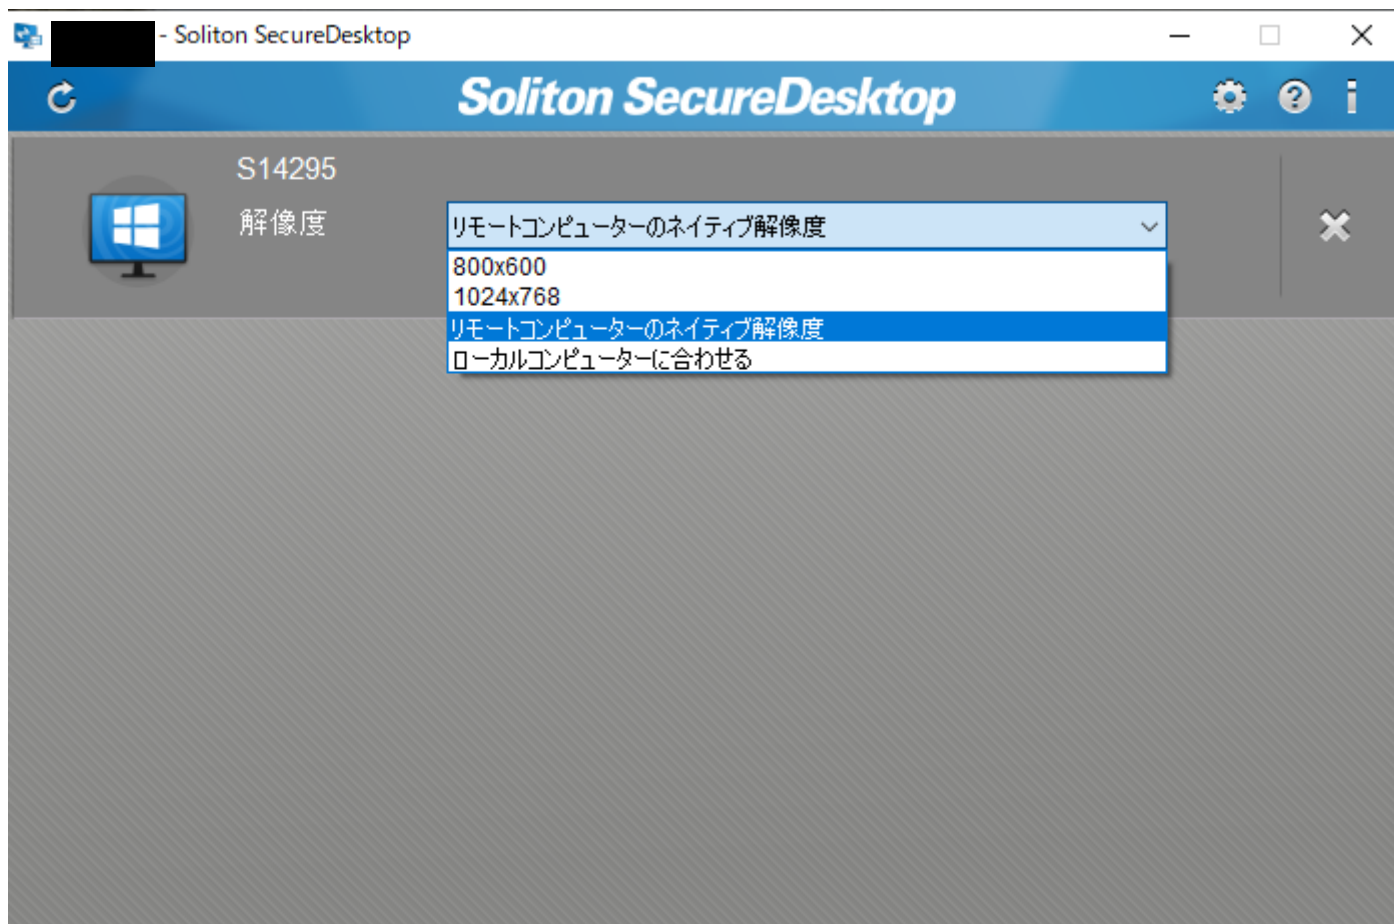 - Soliton SecureDesktop
Soliton SecureDesktop
S14295
解像度
リモートコンピューターのネイティブ解像度
800x600
1024x768
リモートコンピューターのネイティブ解像度
ローカルコンピューターに合わせる